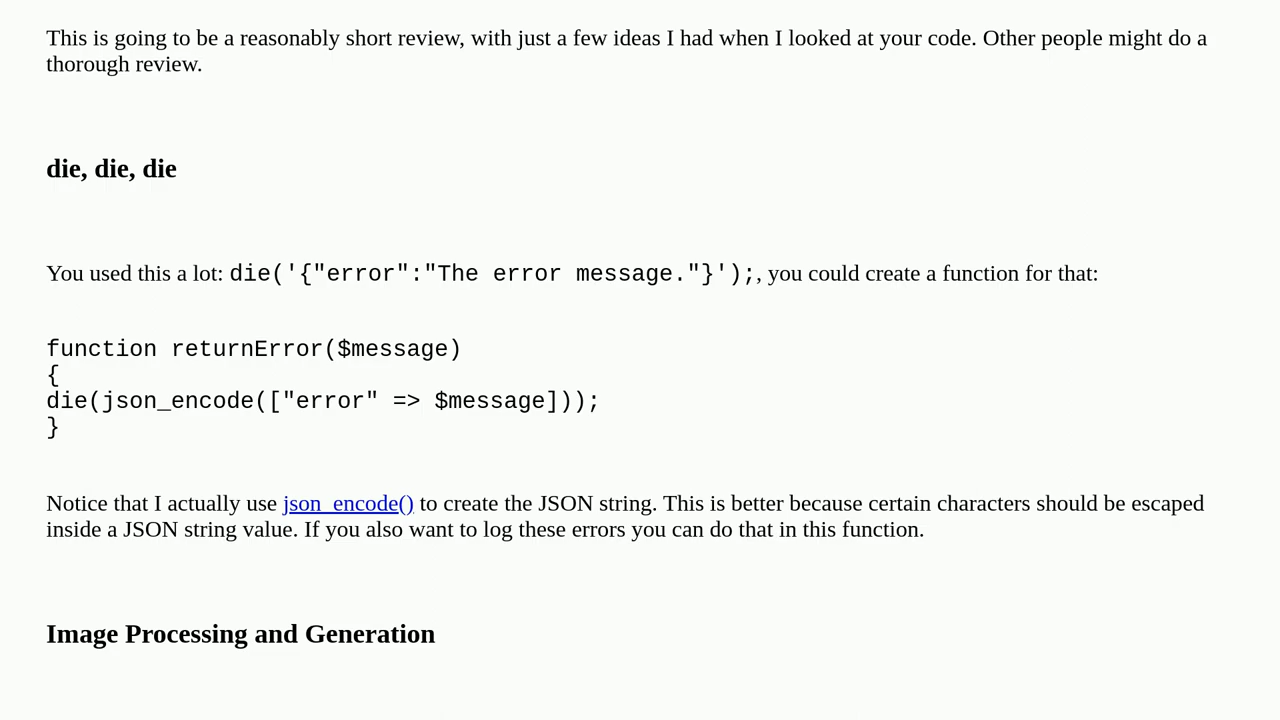 This is going to be a reasonably short review, with just a few ideas I had when I looked at your code. Other people might do a
thorough review.
die, die, die
You used this a lot: die('{"error":"The error message."}');, you could create a function for that:
function returnError($message)
{
die(json_encode(["error" => $message]));
}
Notice that I actually use json_encode() to create the JSON string. This is better because certain characters should be escaped
inside a JSON string value. If you also want to log these errors you can do that in this function.
Image Processing and Generation